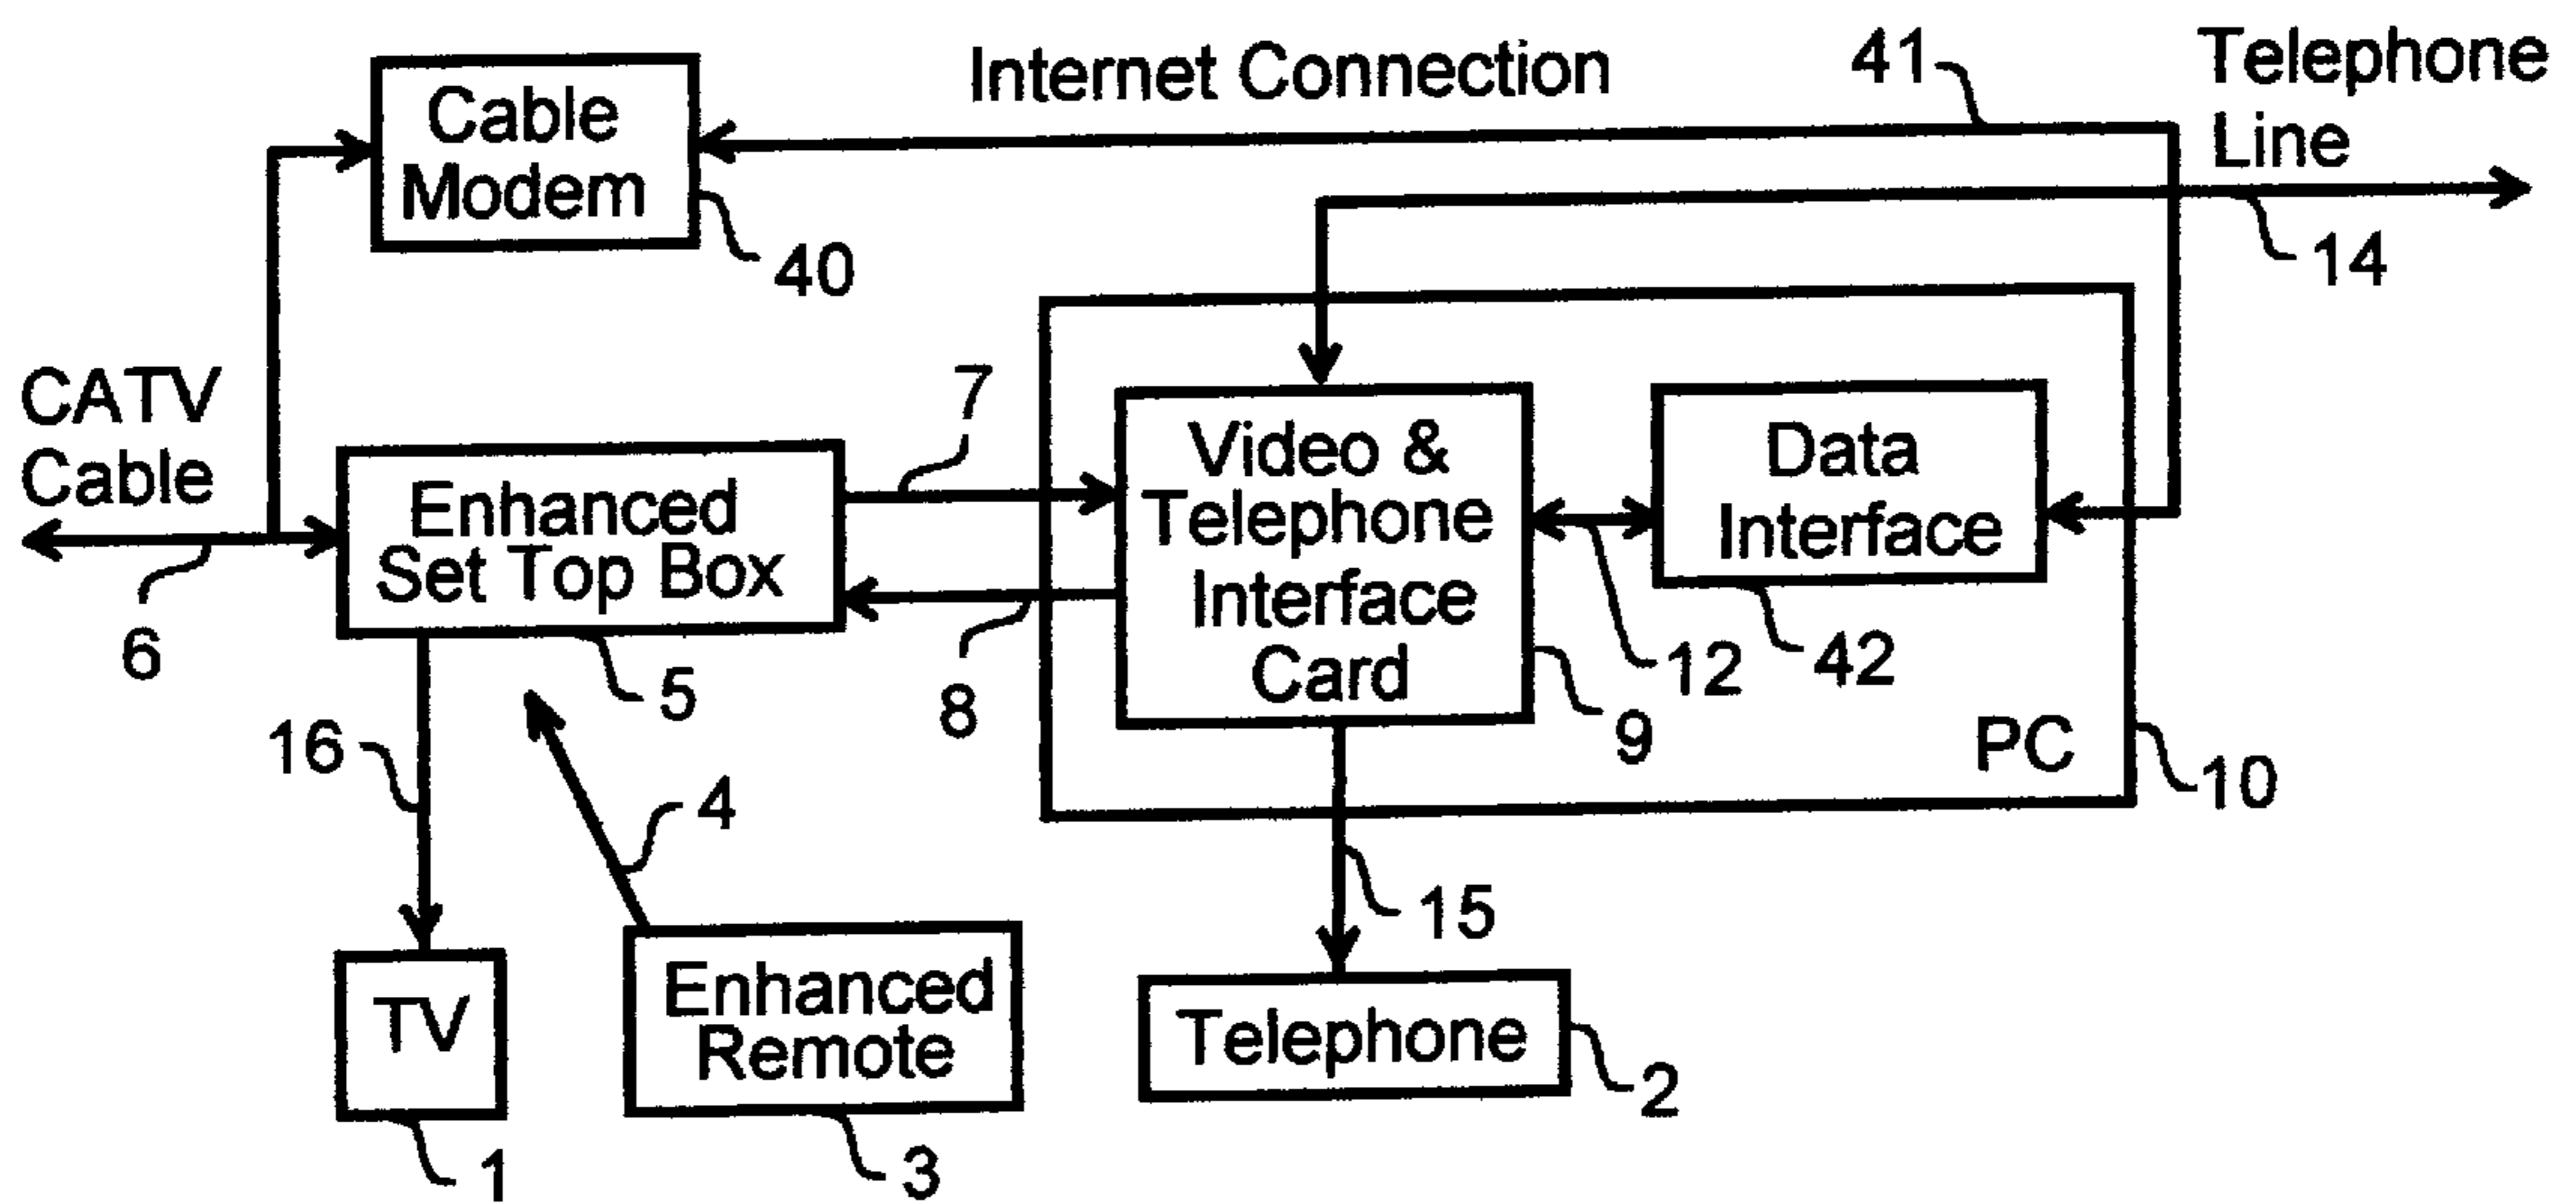 Internet Connection
41
Telephone
Line
Cable
Modem
40
14
CATV
Cable
6
Enhanced
Set Top Box
5
7
8
Video &
Telephone
Interface
Card
9
12
Data
Interface
42
PC
10
16
4
15
TV
1
Enhanced
Remote
3
Telephone
2